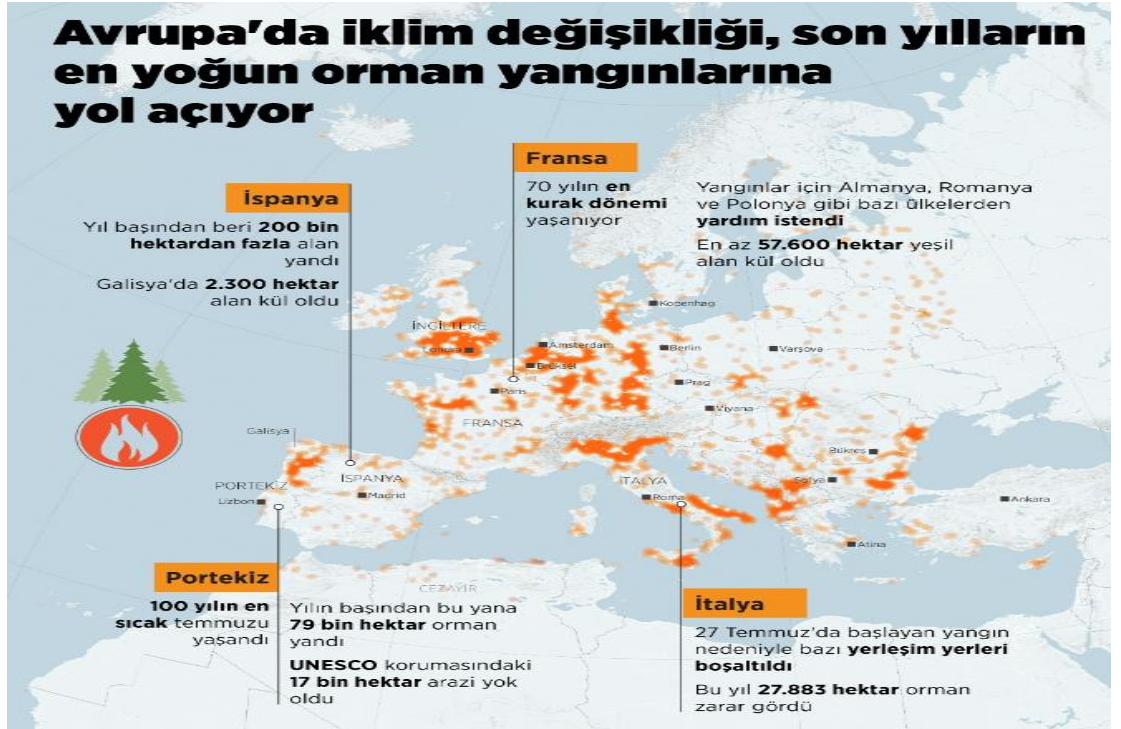 Avrupa'da iklim değişikliği, son yılların
en yoğun orman yangınlarına
yol açıyor
Fransa
70 yılın en
kurak dönemi
yaşanıyor
Yangınlar için Almanya, Romanya
ve Polonya gibi bazı ülkelerden
yardım istendi
En az 57.600 hektar yeşil
alan kül oldu
İspanya
Yıl başından beri 200 bin
hektardan fazla alan
yandı
Galisya'da 2.300 hektar
alan kül oldu
Kopenhag
İNGİLTERE
Londra
Amsterdam
Berlin
Varşova
Brüksel
Paris
Prag
Viyana
FRANSA
Galisya
Bükreş
PORTEKİZ
İSPANYA
İTALYA
Sofya
Lizbon
Madrid
Roma
Ankara
Atina
CEZAYİR
Portekiz
100 yılın en
sıcak temmuzu
yaşandı
Yılın başından bu yana
79 bin hektar orman
yandı
UNESCO korumasındaki
17 bin hektar arazi yok
oldu
İtalya
27 Temmuz'da başlayan yangın
nedeniyle bazı yerleşim yerleri
boşaltıldı
Bu yıl 27.883 hektar orman
zarar gördü